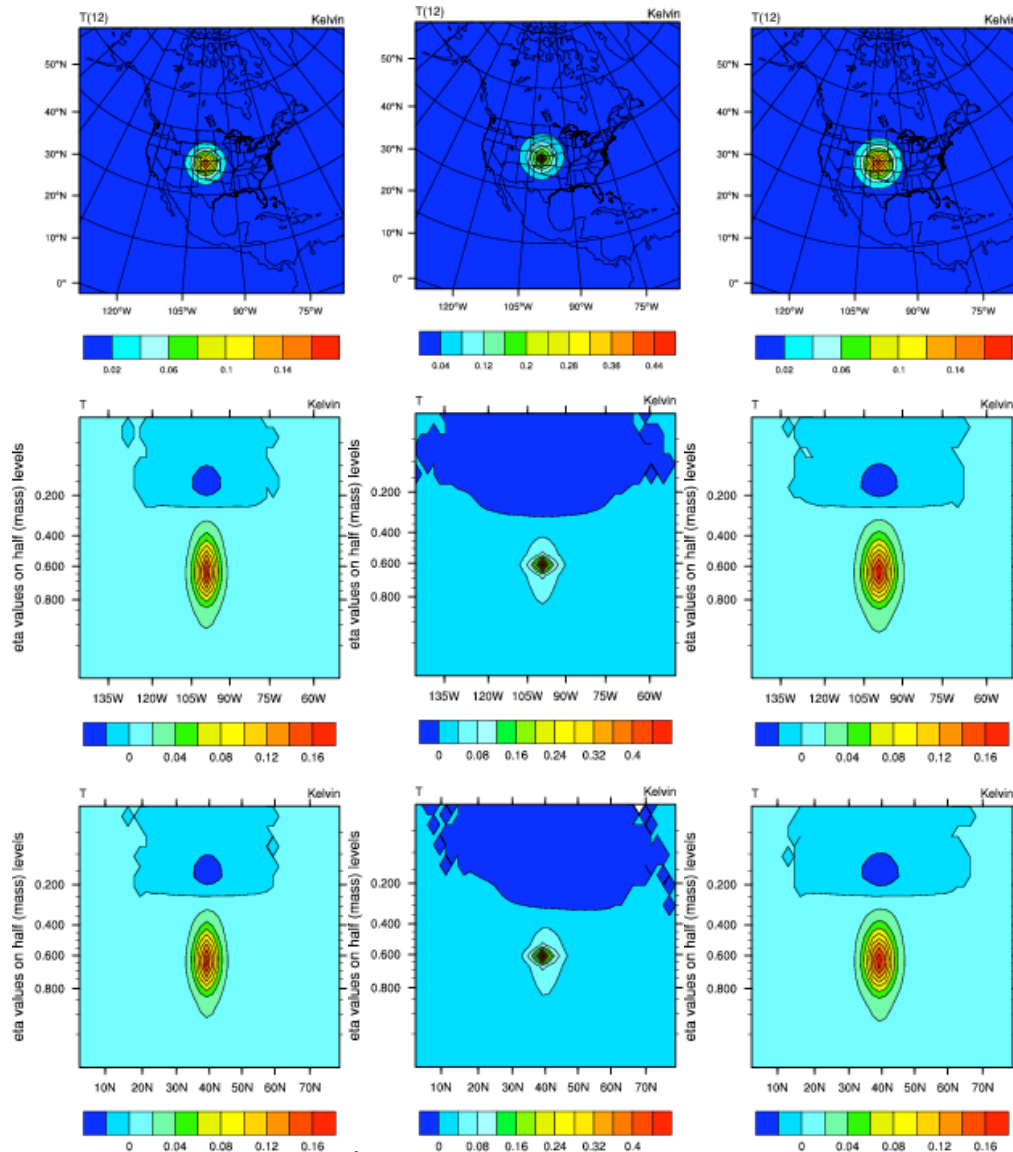 T(12) Kelvin T(12) Kelvin T(12) Kelvin
50°N 50°N 50°N
40°N 40°N 40°N
30°N 30°N 30°N
20°N 20°N 20°N
10°N 10°N 10°N
0° 0° 0°
120°W 105°W 90°W 75°W 120°W 105°W 90°W 75°W 120°W 105°W 90°W 75°W
0.02 0.06 0.1 0.14 0.04 0.12 0.2 0.28 0.36 0.44 0.02 0.06 0.1 0.14
T Kelvin T Kelvin T Kelvin
eta values on half (mass) levels eta values on half (mass) levels eta values on half (mass) levels
0.200 0.200 0.200
0.400 0.400 0.400
0.600 0.600 0.600
0.800 0.800 0.800
135W 120W 105W 90W 75W 60W 135W 120W 105W 90W 75W 60W 135W 120W 105W 90W 75W 60W
0 0.04 0.08 0.12 0.16 0 0.08 0.16 0.24 0.32 0.4 0 0.04 0.08 0.12 0.16
T Kelvin T Kelvin T Kelvin
eta values on half (mass) levels eta values on half (mass) levels eta values on half (mass) levels
0.200 0.200 0.200
0.400 0.400 0.400
0.600 0.600 0.600
0.800 0.800 0.800
10N 20N 30N 40N 50N 60N 70N 10N 20N 30N 40N 50N 60N 70N 10N 20N 30N 40N 50N 60N 70N
0 0.04 0.08 0.12 0.16 0 0.08 0.16 0.24 0.32 0.4 0 0.04 0.08 0.12 0.16